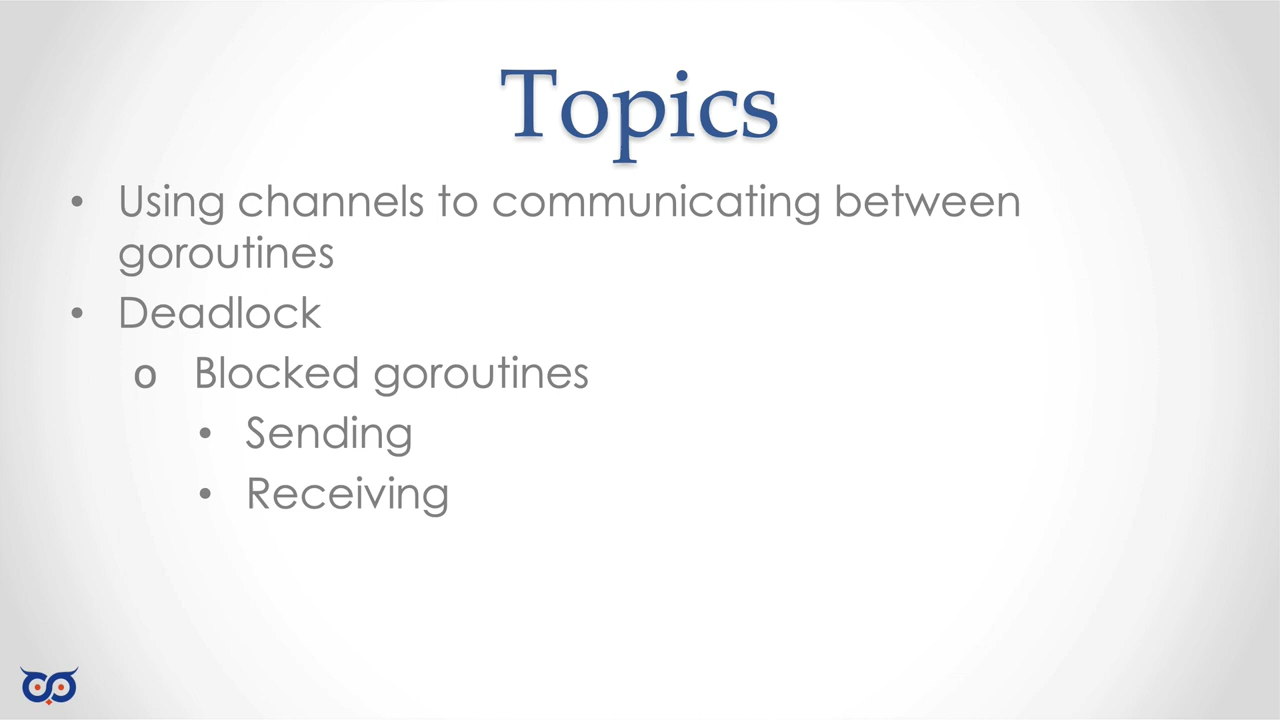 Topics
• Using channels to communicating between
goroutines
• Deadlock
o Blocked goroutines
• Sending
• Receiving